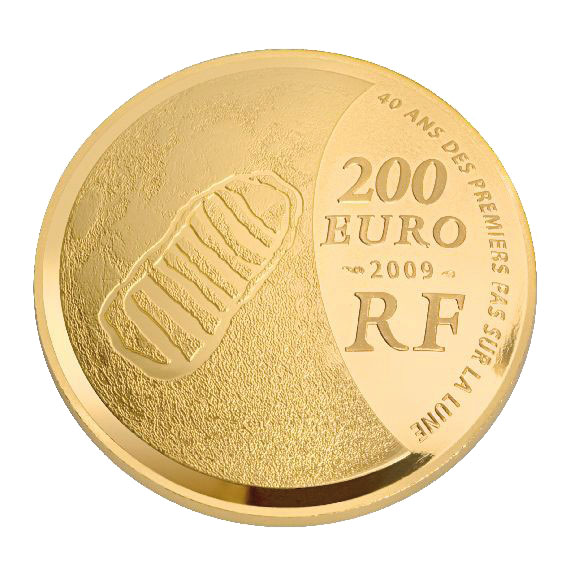 40 ANS DES PREMIERS PAS SUR LA LUNE
200
EURO
2009
RF